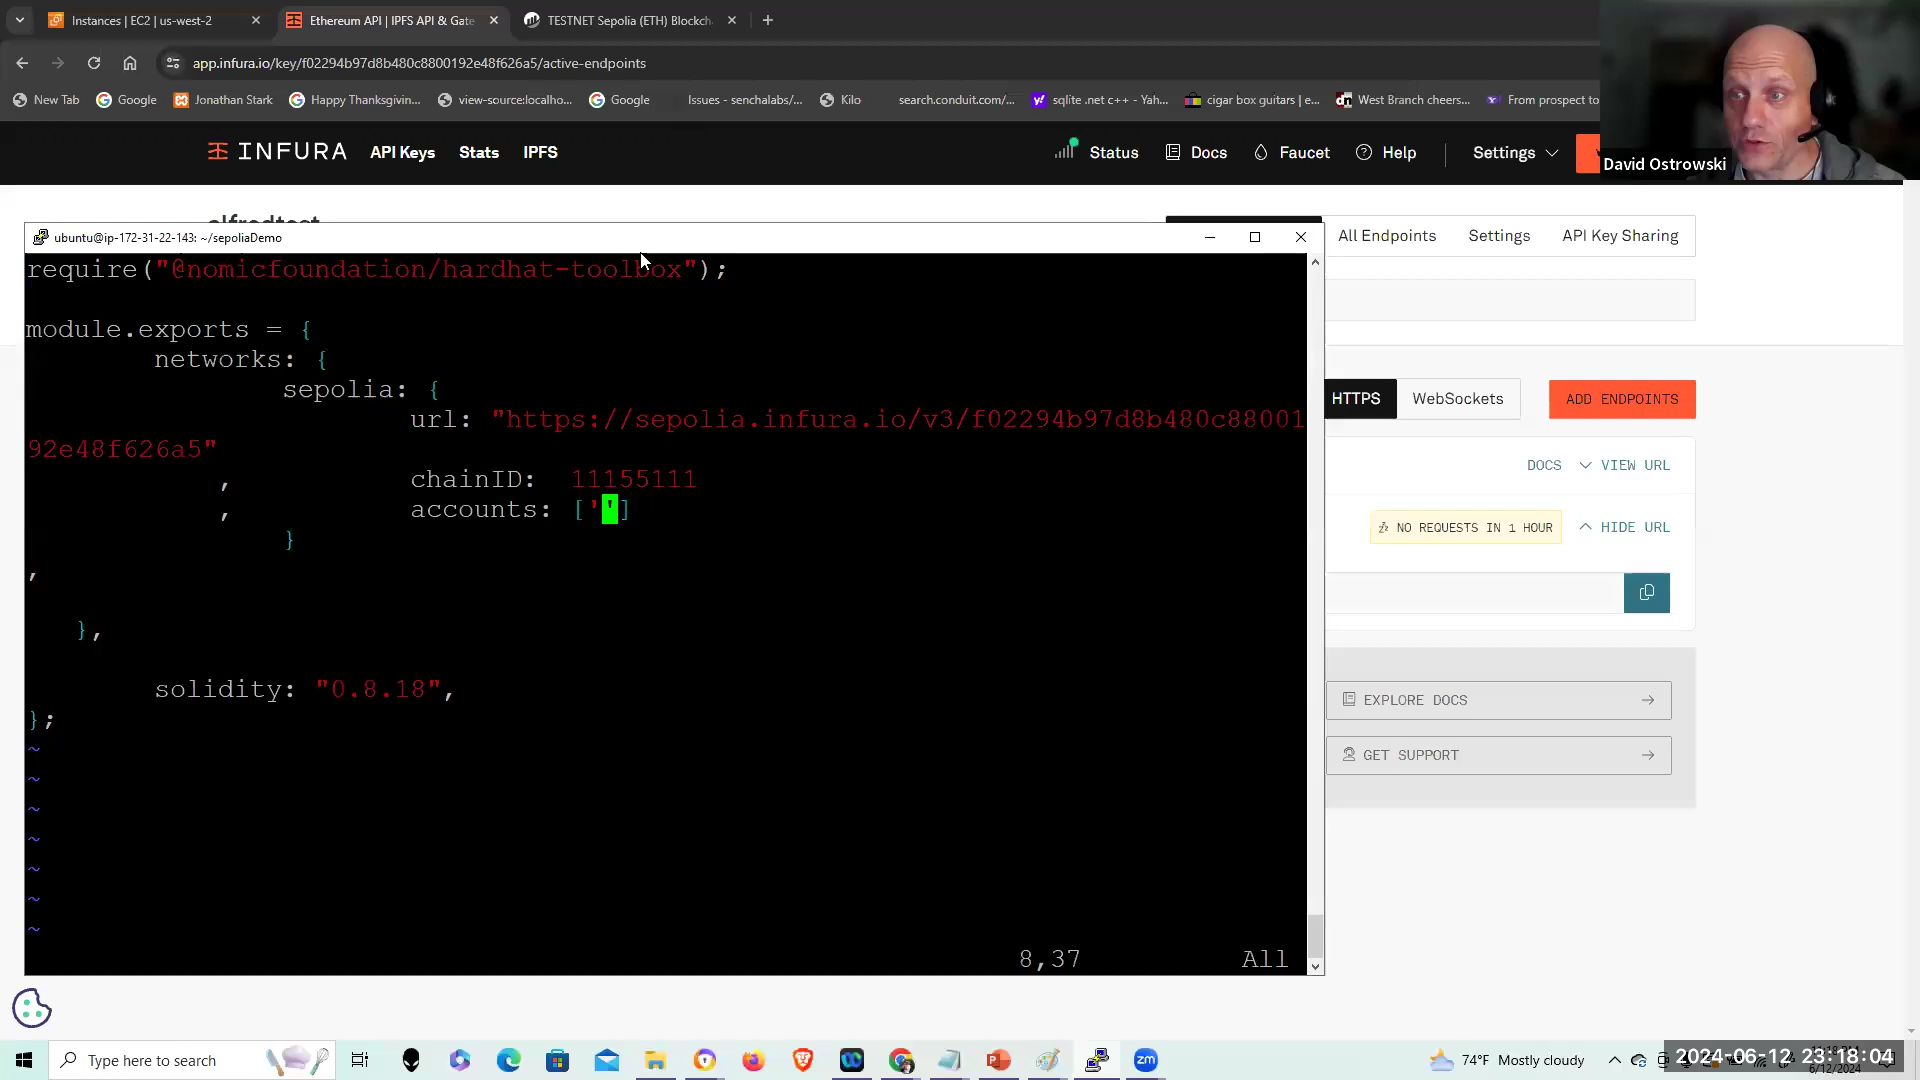 Instances | EC2 | us-west-2
Ethereum API | IPFS API & Gate
TESTNET Sepolia (ETH) Blockch
app.infura.io/key/f02294b97d8b480c8800192e48f626a5/active-endpoints
New Tab
Google
Jonathan Stark
Happy Thanksgivin...
view-source:localho...
Google
Issues - senchalabs/...
Kilo
search.conduit.com/...
sqlite .net c++ - Yah...
cigar box guitars | e...
West Branch cheers...
From prospect to
INFURA
API Keys
Stats
IPFS
Status
Docs
Faucet
Help
Settings
David Ostrowski
All Endpoints
Settings
API Key Sharing
ubuntu@ip-172-31-22-143: ~/sepoliaDemo
require("@nomicfoundation/hardhat-toolbox");
module.exports = {
networks: {
sepolia: {
url: "https://sepolia.infura.io/v3/f02294b97d8b480c88001
92e48f626a5"
, chainID: 11155111
, accounts: ['']
}
,
},
solidity: "0.8.18",
};
~
~
~
~
~
~
~
8,37 All
HTTPS
WebSockets
ADD ENDPOINTS
DOCS
VIEW URL
NO REQUESTS IN 1 HOUR
HIDE URL
EXPLORE DOCS
GET SUPPORT
Type here to search
zm
74°F Mostly cloudy
2024-06-12 23:18:04
6/12/2024